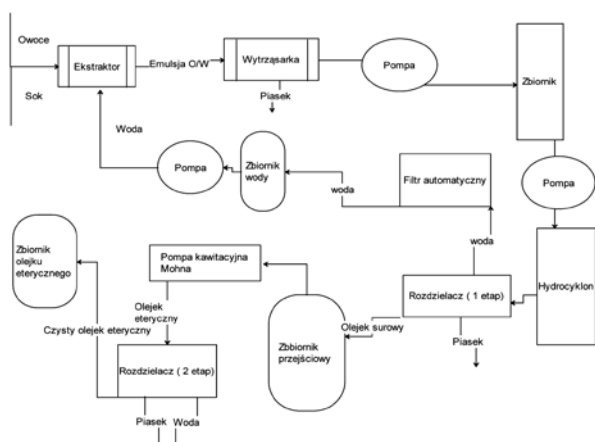 Owoce
Ekstraktor
Emulsja O/W
Wytrząsarka
Pompa
Zbiornik
Sok
Piasek
Woda
Pompa
Zbiornik
wody
woda
Filtr automatyczny
Pompa
woda
Zbiornik
olejku
eterycznego
Pompa kawitacyjna
Mohna
Hydrocyklon
Rozdzielacz ( 1 etap)
Olejek
eteryczny
Olejek surowy
Czysty olejek eteryczny
Zbbiornik
przejściowy
Piasek
Rozdzielacz ( 2 etap)
Piasek
Woda